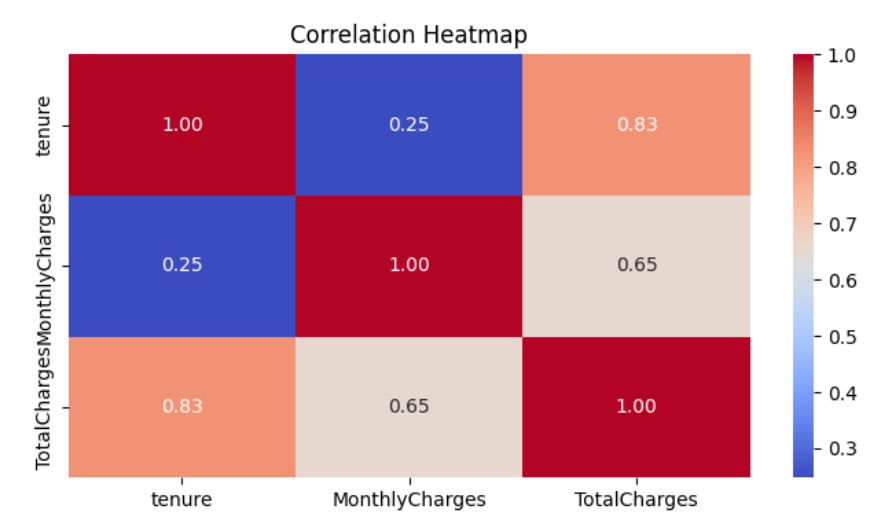 Correlation Heatmap
tenure
1.00
0.25
0.83
MonthlyCharges
0.25
1.00
0.65
TotalCharges
0.83
0.65
1.00
tenure
MonthlyCharges
TotalCharges
1.0
0.9
0.8
0.7
0.6
0.5
0.4
0.3